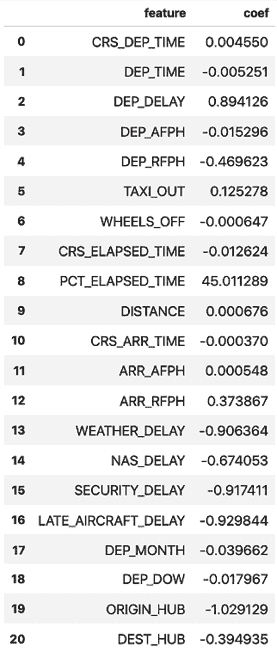 feature coef
0 CRS_DEP_TIME 0.004550
1 DEP_TIME -0.005251
2 DEP_DELAY 0.894126
3 DEP_AFPH -0.015296
4 DEP_RFPH -0.469623
5 TAXI_OUT 0.125278
6 WHEELS_OFF -0.000647
7 CRS_ELAPSED_TIME -0.012624
8 PCT_ELAPSED_TIME 45.011289
9 DISTANCE 0.000676
10 CRS_ARR_TIME -0.000370
11 ARR_AFPH 0.000548
12 ARR_RFPH 0.373867
13 WEATHER_DELAY -0.906364
14 NAS_DELAY -0.674053
15 SECURITY_DELAY -0.917411
16 LATE_AIRCRAFT_DELAY -0.929844
17 DEP_MONTH -0.039662
18 DEP_DOW -0.017967
19 ORIGIN_HUB -1.029129
20 DEST_HUB -0.394935